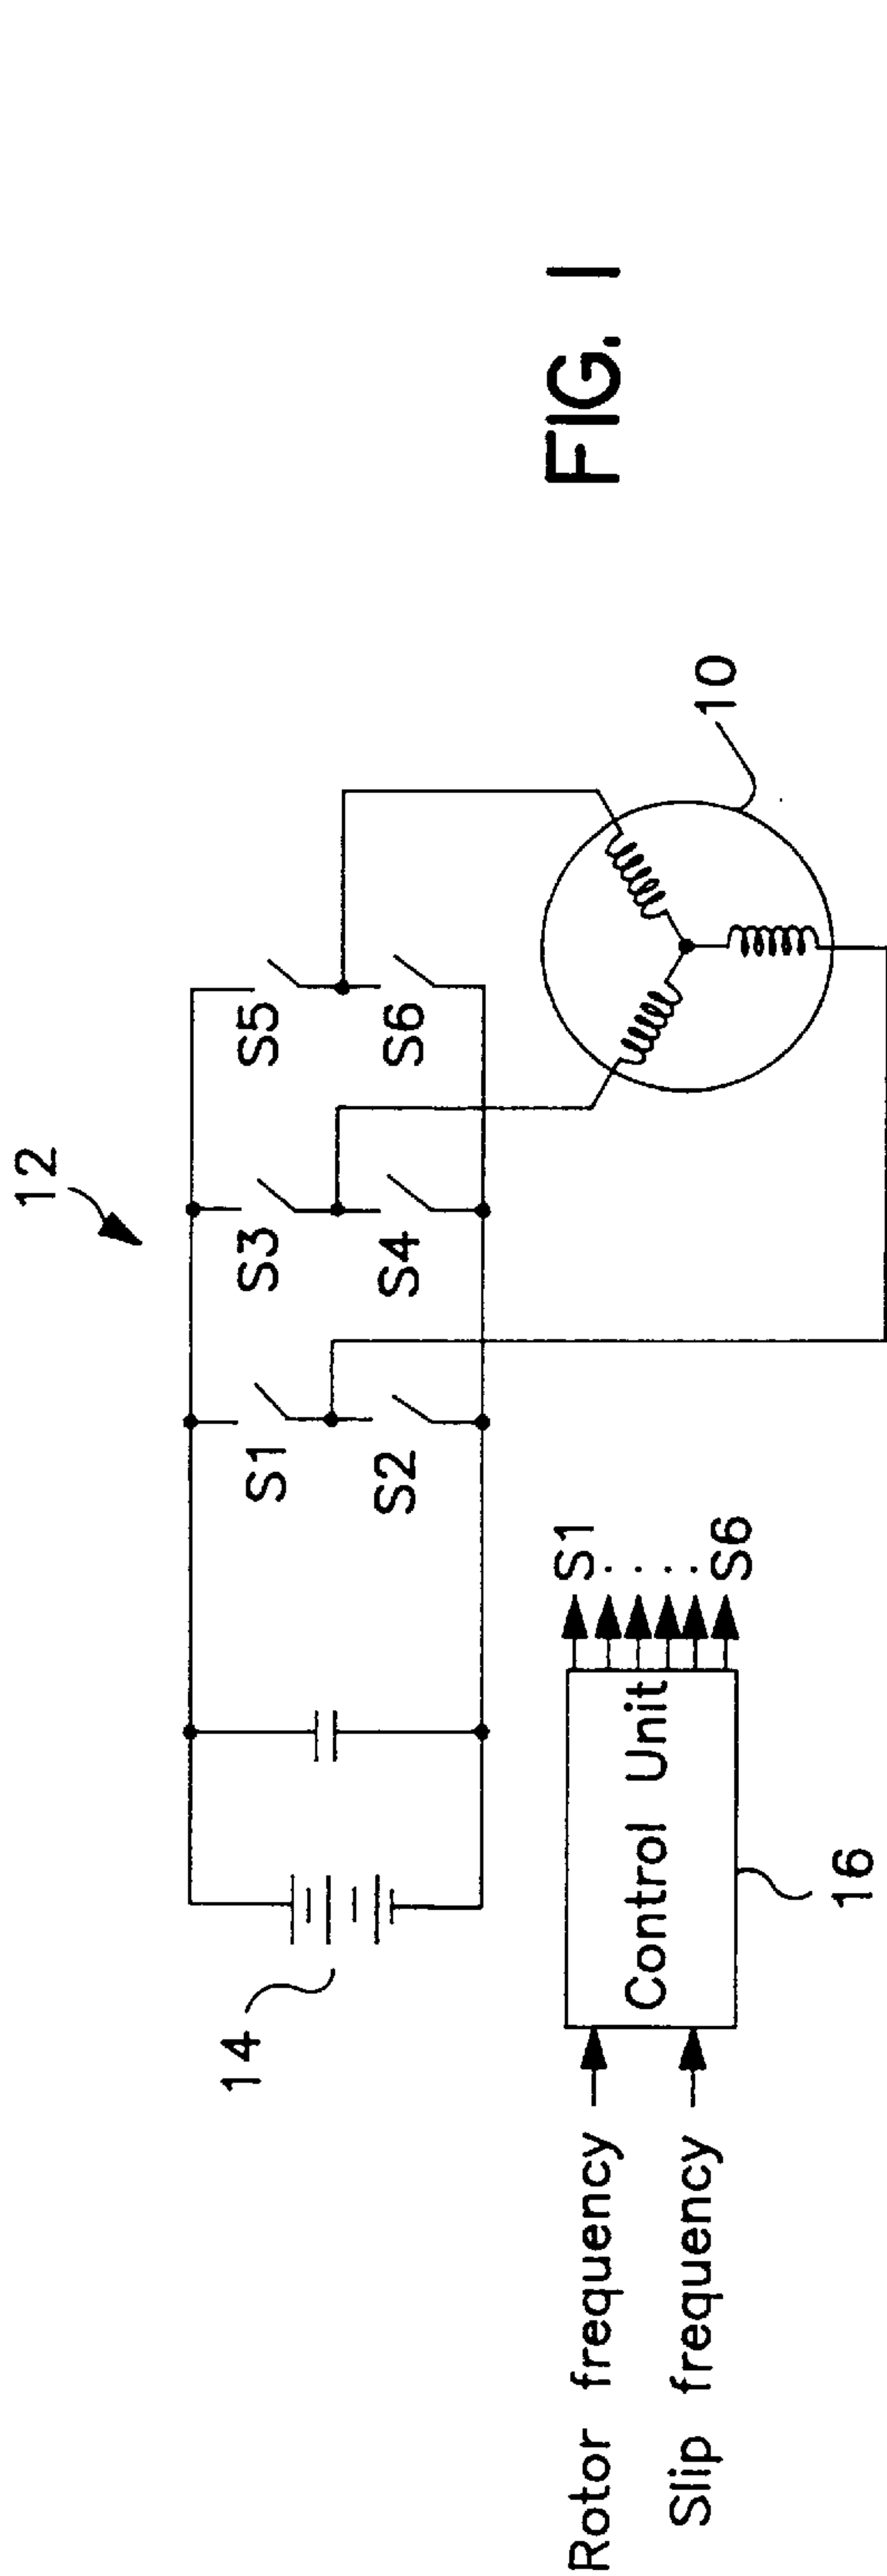 12
S1
S3
S5
S2
S4
S6
14
10
Rotor frequency
Slip frequency
Control Unit
S1
. . . .
S6
16
FIG. 1